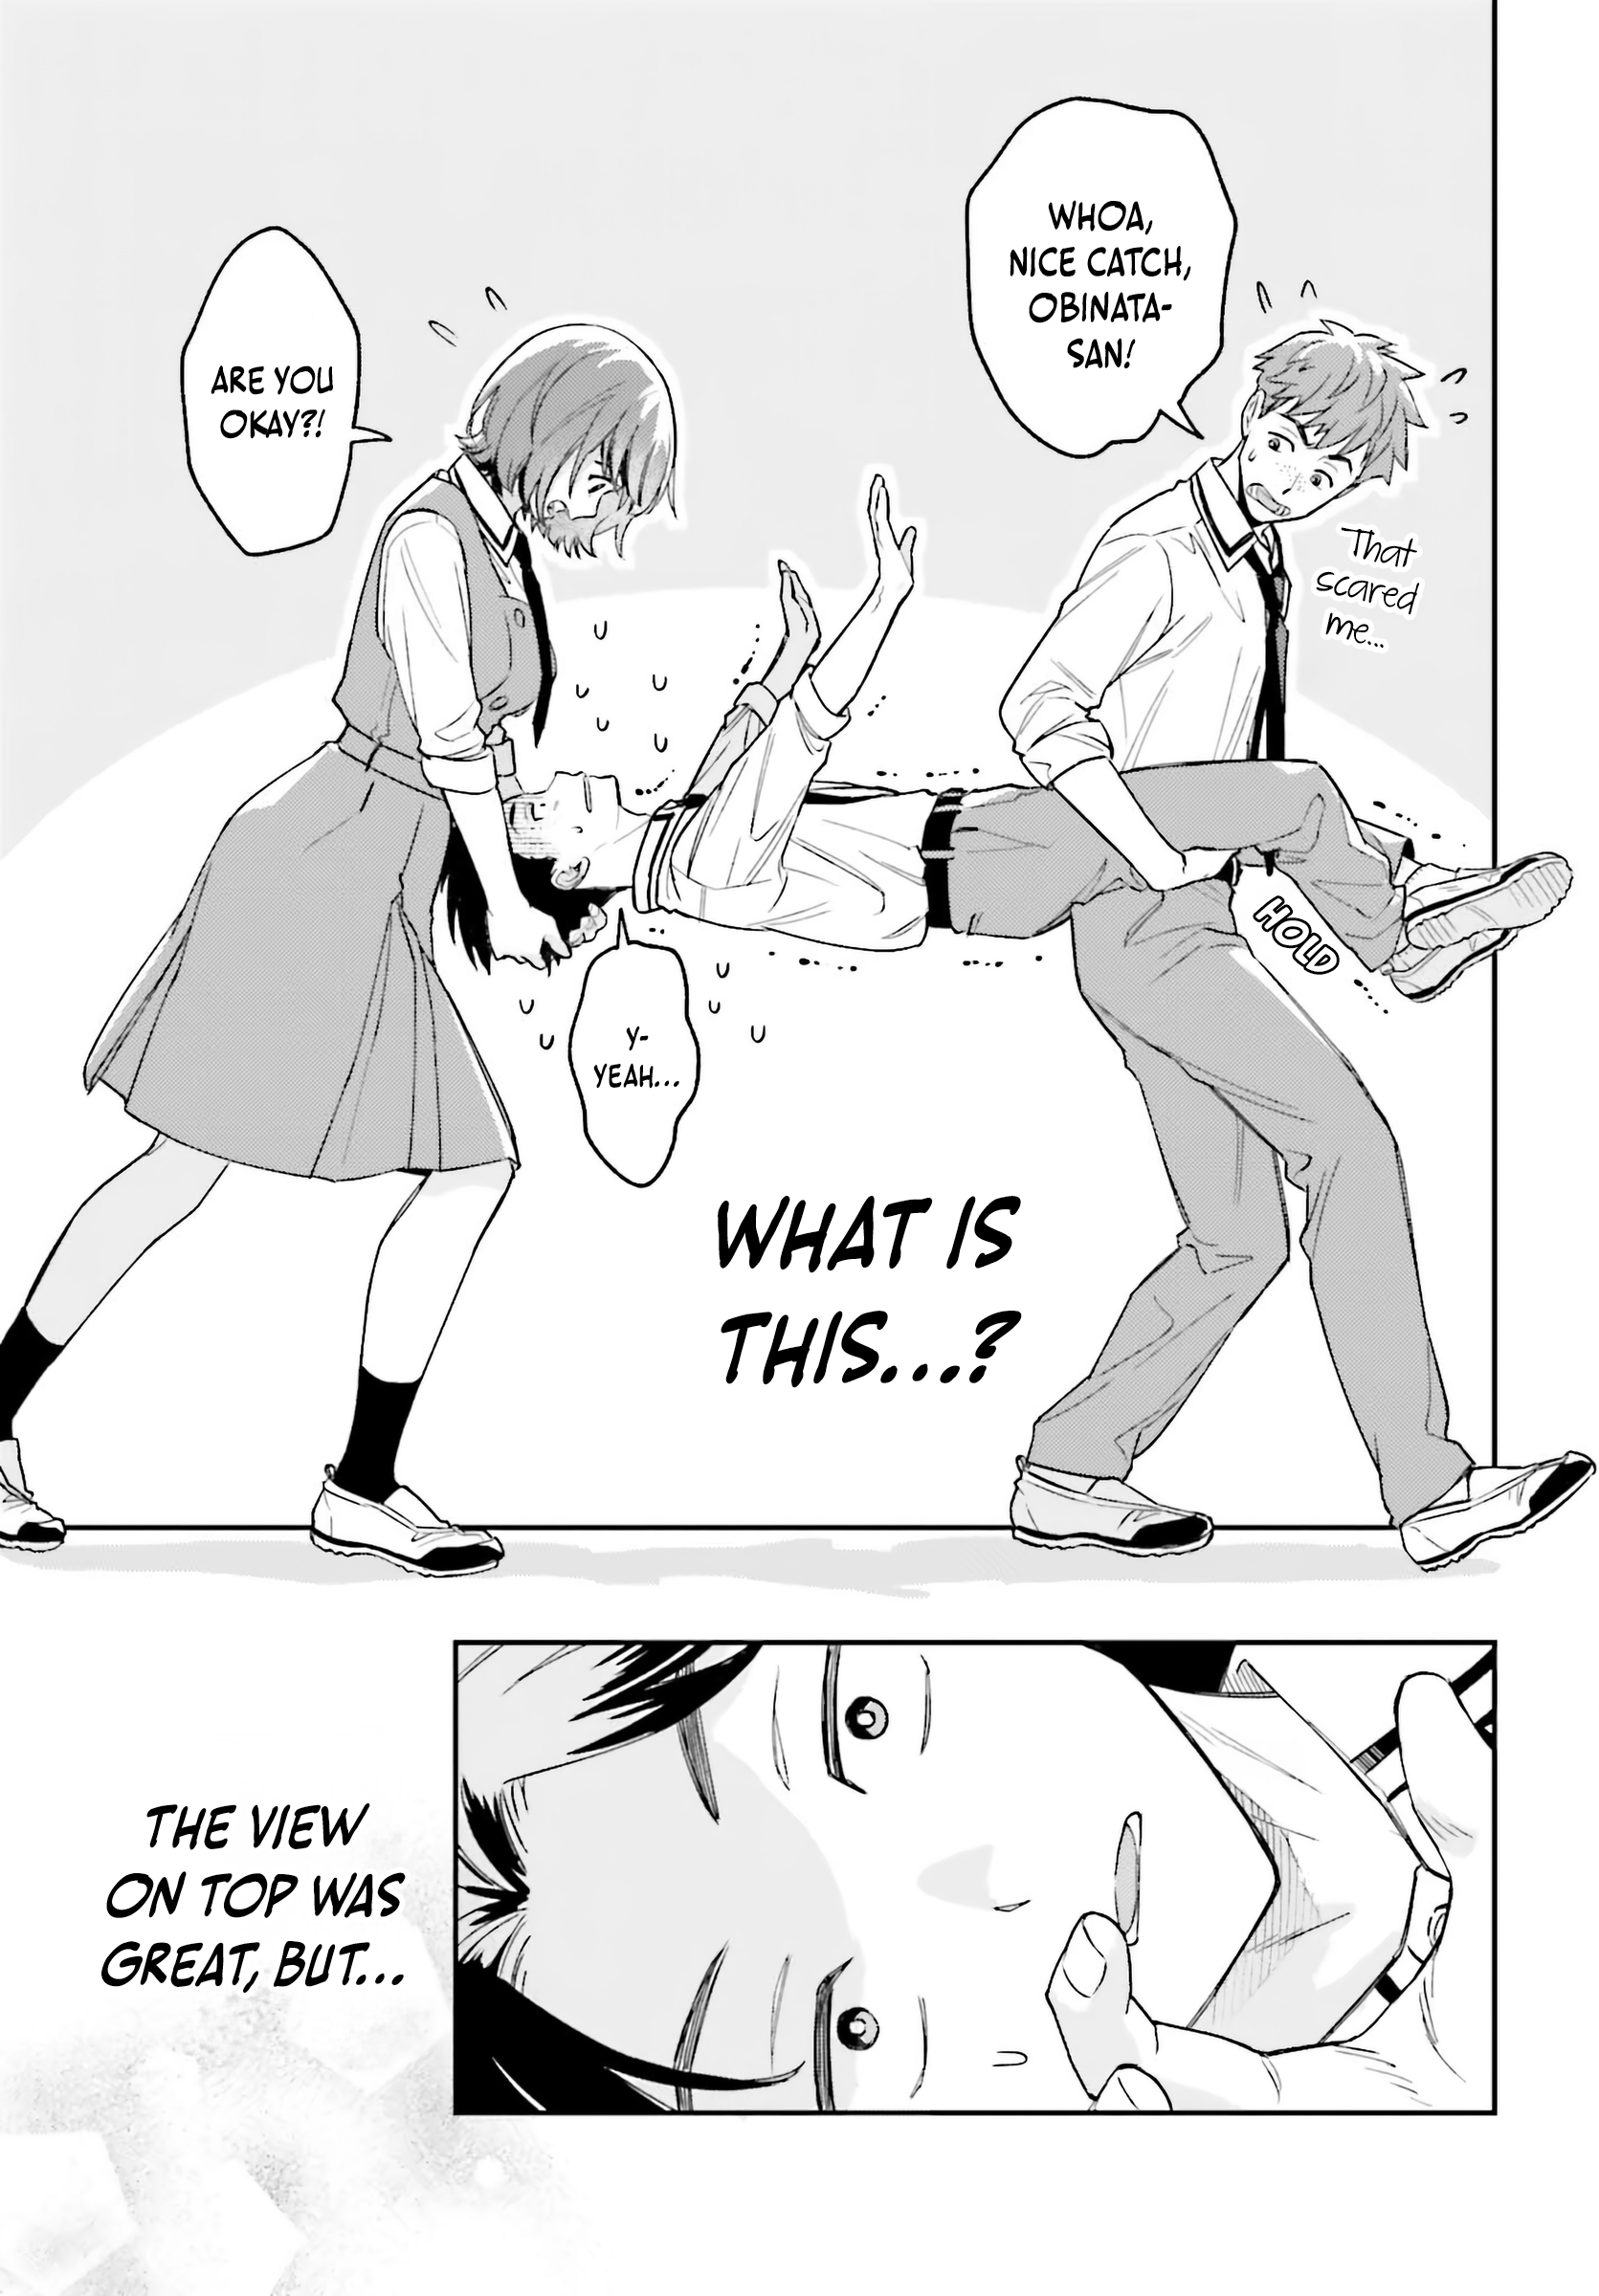 WHOA,
NICE CATCH,
OBINATA-
SAN!
That
scared
me...
ARE YOU
OKAY?!
HOLD
Y-
YEAH...
WHAT IS
THIS...?
THE VIEW
ON TOP WAS
GREAT, BUT...